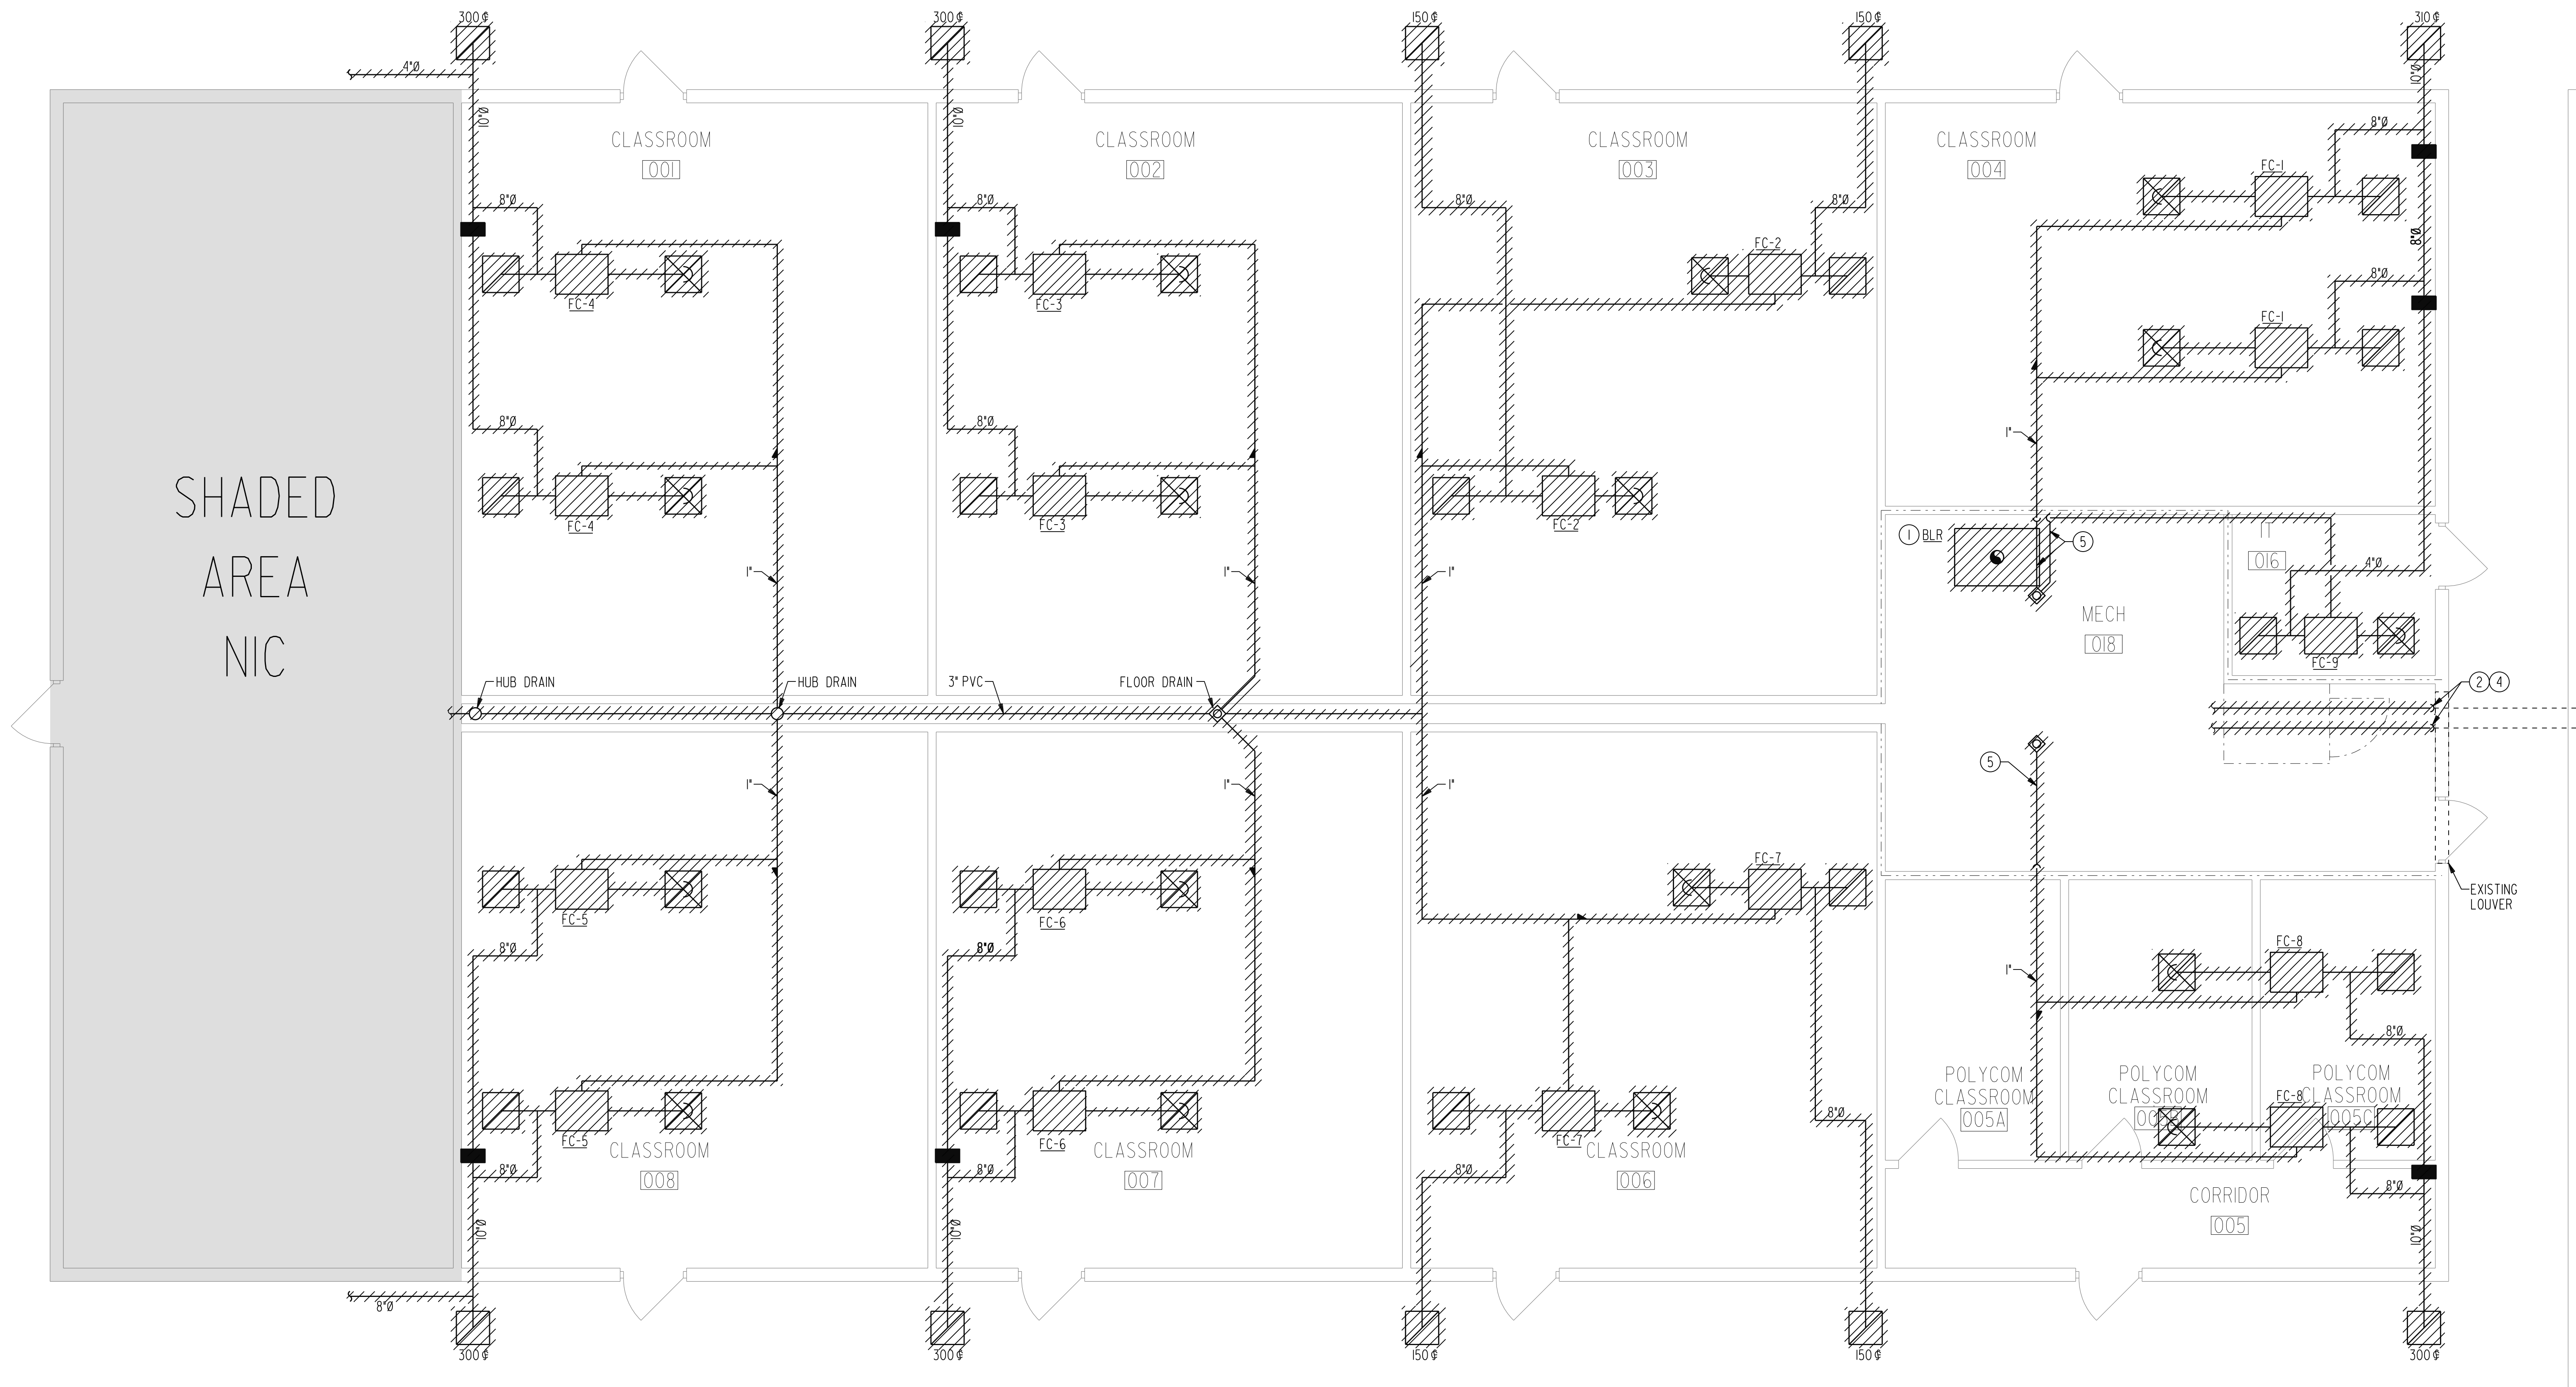 300 ₵
300 ₵
150 ₵
150 ₵
310 ₵
4"Ø
10"Ø
10"Ø
10"Ø
CLASSROOM
001
CLASSROOM
002
CLASSROOM
003
CLASSROOM
004
8"Ø
FC-1
8"Ø
8"Ø
8"Ø
8"Ø
8"Ø
FC-2
8"Ø
FC-4
FC-3
FC-1
8"Ø
8"Ø
1"
SHADED
AREA
NIC
FC-4
FC-3
FC-2
1 BLR
5
016
4"Ø
1"
1"
1"
MECH
018
FC-9
HUB DRAIN
HUB DRAIN
3" PVC
FLOOR DRAIN
2 4
5
1"
1"
1"
FC-7
EXISTING
LOUVER
FC-5
FC-6
8"Ø
8"Ø
FC-8
1"
8"Ø
POLYCOM
CLASSROOM
005A
POLYCOM
CLASSROOM
POLYCOM
CLASSROOM
005C
FC-8
8"Ø
FC-5
FC-6
FC-7
CLASSROOM
008
CLASSROOM
007
CLASSROOM
006
8"Ø
8"Ø
8"Ø
8"Ø
CORRIDOR
005
10"Ø
10"Ø
10"Ø
8"Ø
300 ₵
300 ₵
150 ₵
150 ₵
300 ₵